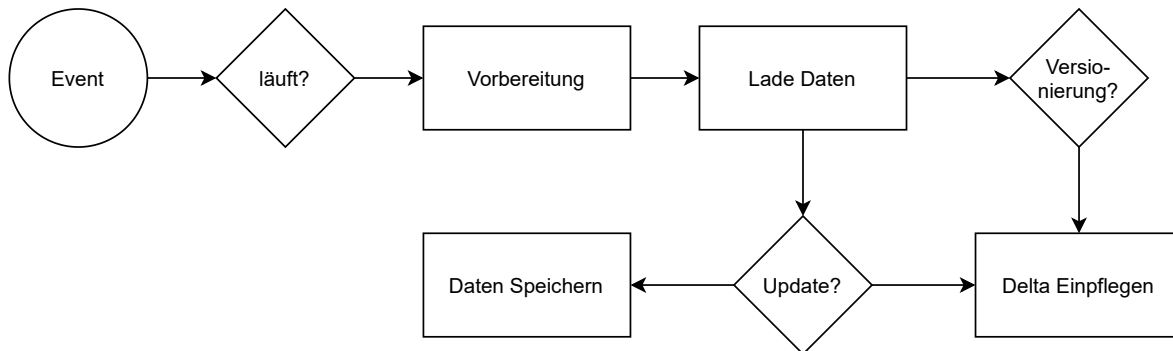 Event
läuft?
Vorbereitung
Lade Daten
Versio-
nierung?
Daten Speichern
Update?
Delta Einpflegen